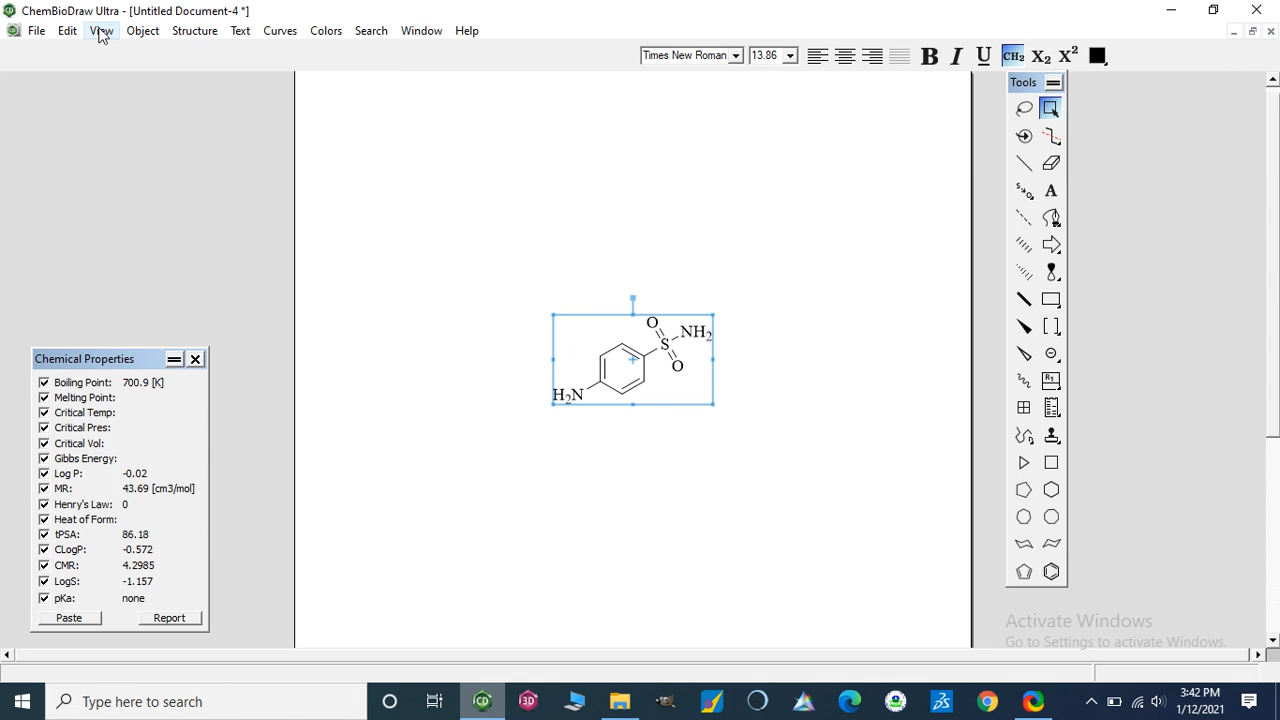 ChemBioDraw Ultra - [Untitled Document-4 *]
File Edit View Object Structure Text Curves Colors Search Window Help
Times New Roman 13.86 B I U CH2 X2 X2
Tools
A
O
S NH2
O
H2N
R1
Chemical Properties
Boiling Point: 700.9 [K]
Melting Point:
Critical Temp:
Critical Pres:
Critical Vol:
Gibbs Energy:
Log P: -0.02
MR: 43.69 [cm3/mol]
Henry's Law: 0
Heat of Form:
tPSA: 86.18
CLogP: -0.572
CMR: 4.2985
LogS: -1.157
pKa: none
Paste Report
Activate Windows
Go to Settings to activate Windows.
Type here to search
3:42 PM
1/12/2021